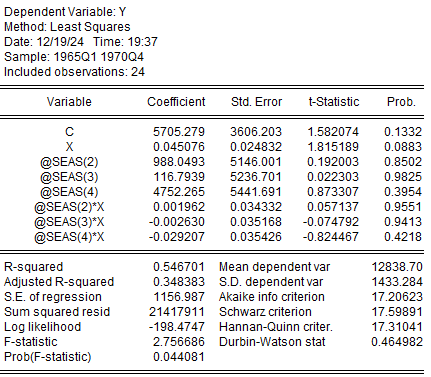 Dependent Variable: Y
Method: Least Squares
Date: 12/19/24 Time: 19:37
Sample: 1965Q1 1970Q4
Included observations: 24
Variable Coefficient Std. Error t-Statistic Prob.
C 5705.279 3606.203 1.582074 0.1332
X 0.045076 0.024832 1.815189 0.0883
@SEAS(2) 988.0493 5146.001 0.192003 0.8502
@SEAS(3) 116.7939 5236.701 0.022303 0.9825
@SEAS(4) 4752.265 5441.691 0.873307 0.3954
@SEAS(2)*X 0.001962 0.034332 0.057137 0.9551
@SEAS(3)*X -0.002630 0.035168 -0.074792 0.9413
@SEAS(4)*X -0.029207 0.035426 -0.824467 0.4218
R-squared 0.546701 Mean dependent var 12838.70
Adjusted R-squared 0.348383 S.D. dependent var 1433.284
S.E. of regression 1156.987 Akaike info criterion 17.20623
Sum squared resid 21417911 Schwarz criterion 17.59891
Log likelihood -198.4747 Hannan-Quinn criter. 17.31041
F-statistic 2.756686 Durbin-Watson stat 0.464982
Prob(F-statistic) 0.044081